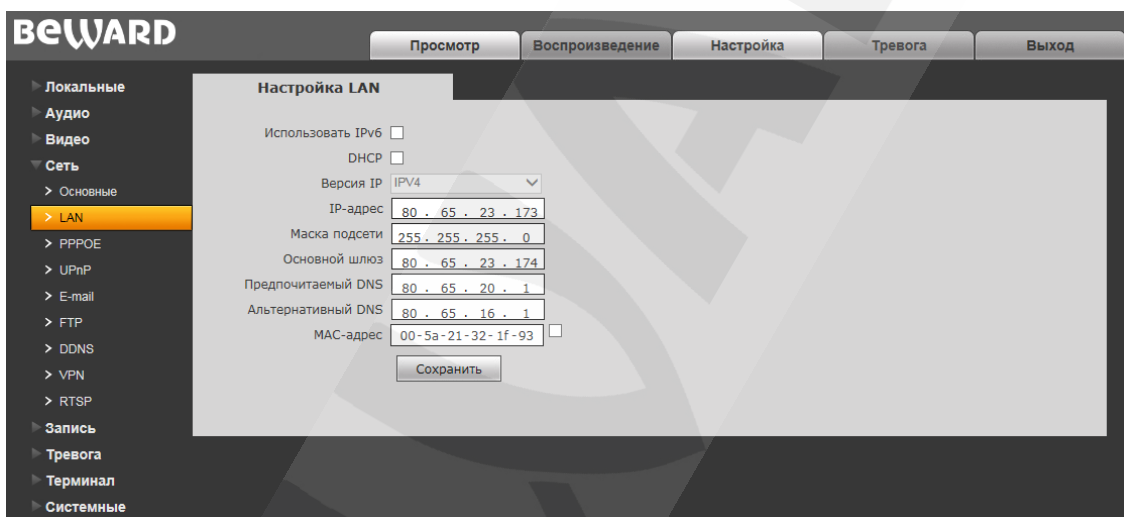 BEWARD
Просмотр Воспроизведение Настройка Тревога Выход
Локальные
Аудио
Видео
Сеть
Основные
LAN
PPPOE
UPnP
E-mail
FTP
DDNS
VPN
RTSP
Запись
Тревога
Терминал
Системные
Настройка LAN
Использовать IPv6
DHCP
Версия IP IPV4
IP-адрес 80 . 65 . 23 . 173
Маска подсети 255. 255. 255. 0
Основной шлюз 80 . 65 . 23 . 174
Предпочитаемый DNS 80 . 65 . 20 . 1
Альтернативный DNS 80 . 65 . 16 . 1
MAC-адрес 00-5a-21-32-1f-93
Сохранить